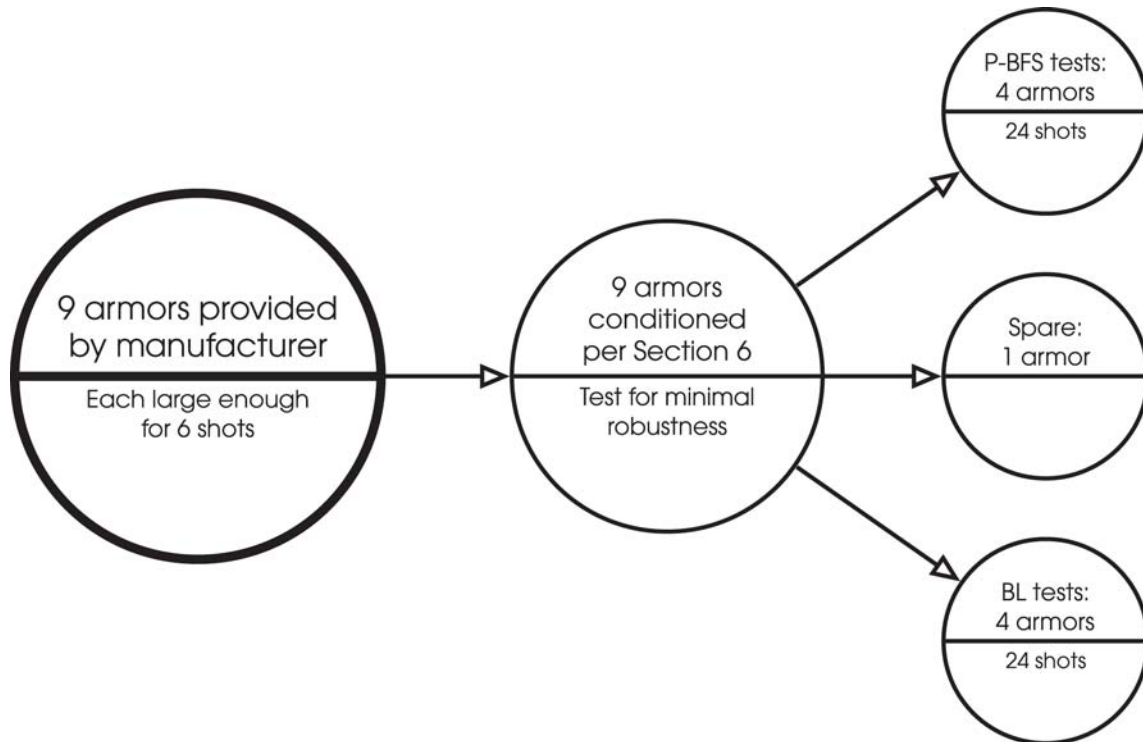 9 armors provided
by manufacturer
Each large enough
for 6 shots
9 armors
conditioned
per Section 6
Test for minimal
robustness
P-BFS tests:
4 armors
24 shots
Spare:
1 armor
BL tests:
4 armors
24 shots